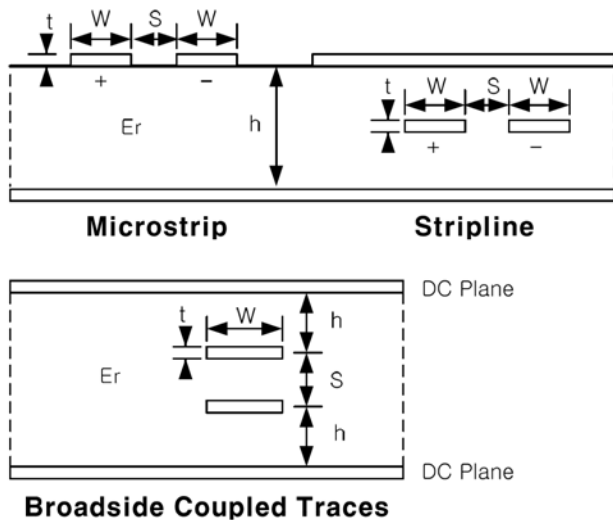 t W S W
+ −
Er h
t W S W
+ −
Microstrip Stripline
DC Plane
t W h
Er S
h
DC Plane
Broadside Coupled Traces